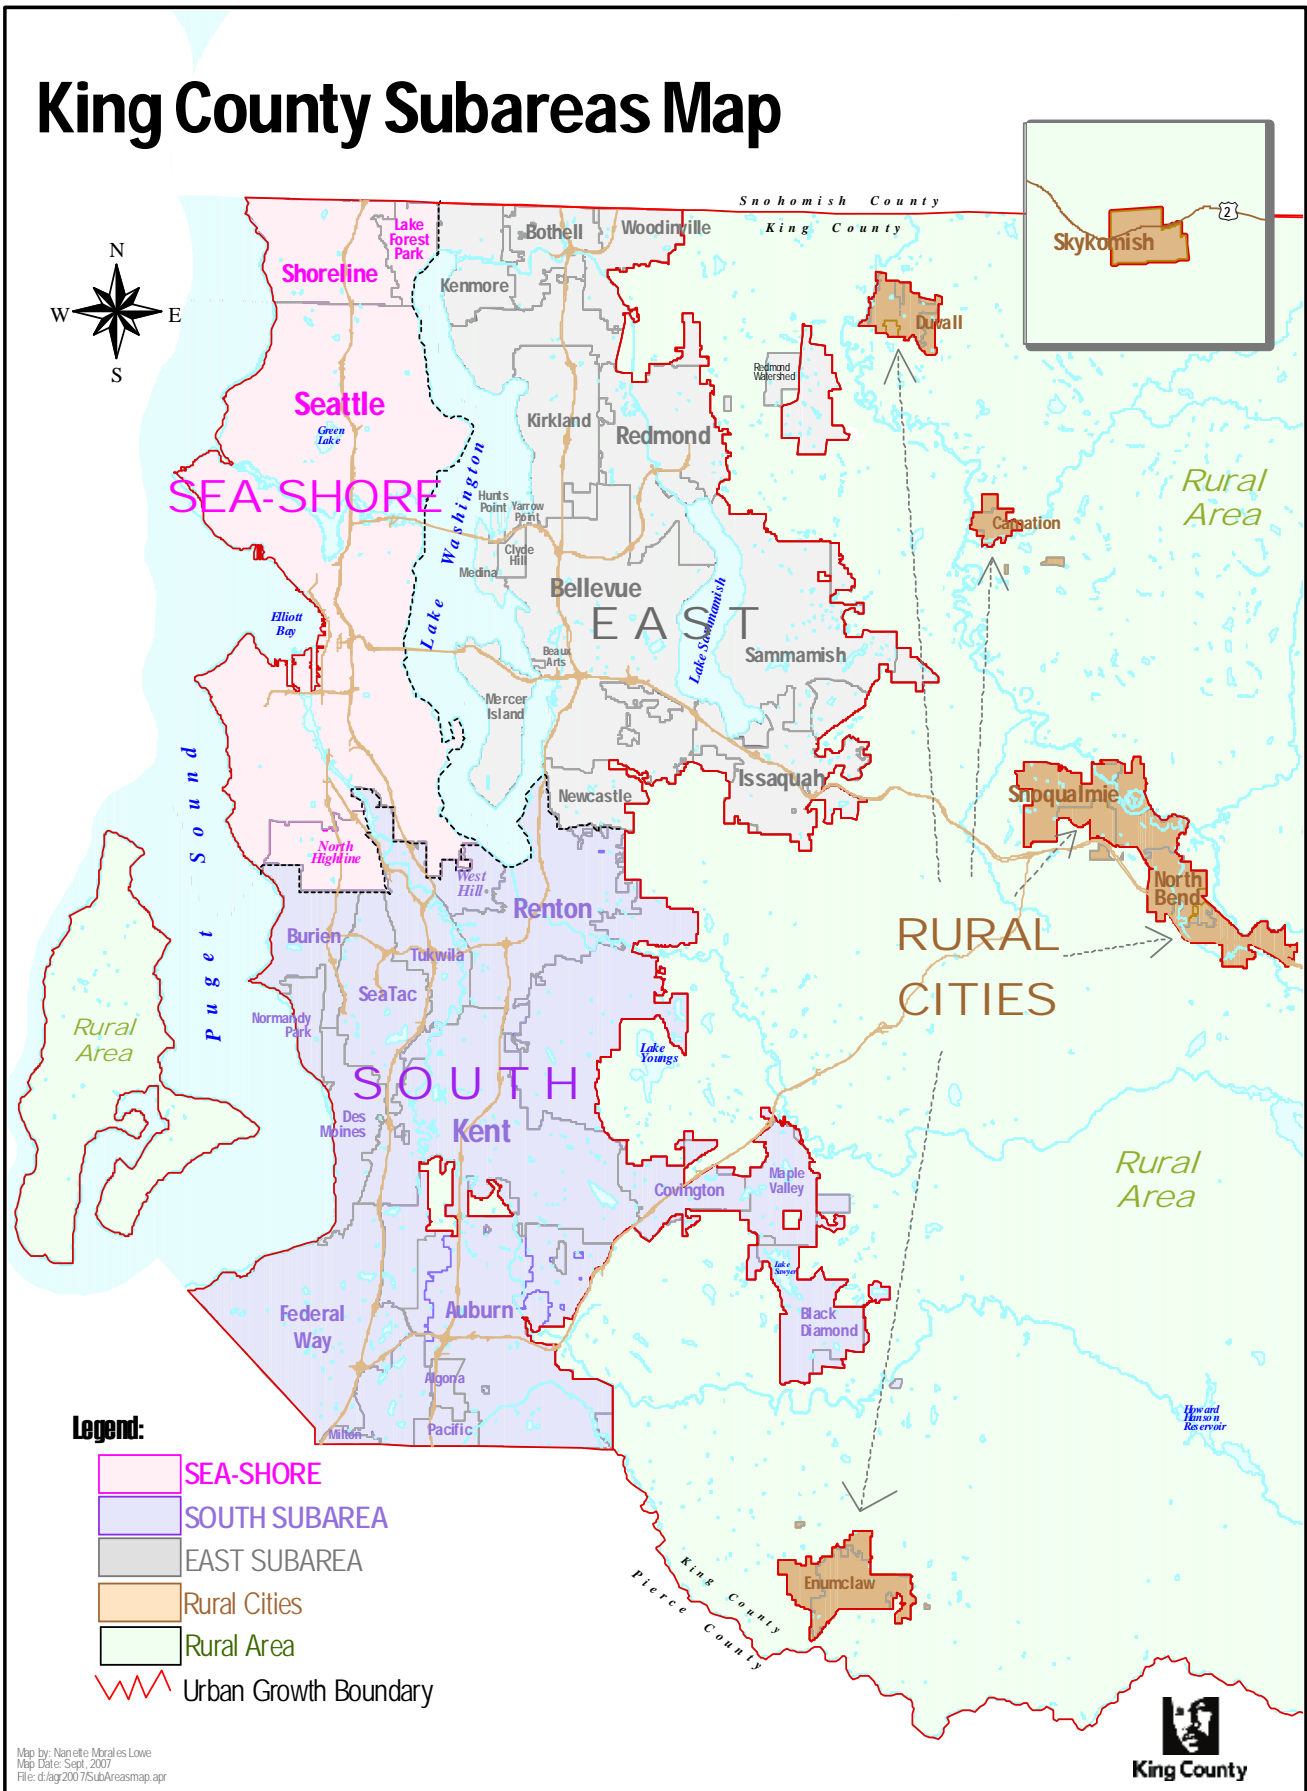 King County Subareas Map
Snohomish County
King County
2
Skykomish
N
W
E
S
Lake
Forest
Park
Shoreline
Bothell
Woodinville
Kenmore
Duvall
Redmond
Watershed
Seattle
Green
Lake
Kirkland
Redmond
SEA-SHORE
Lake Washington
Hunts
Point
Yarrow
Point
Clyde
Hill
Medina
Rural
Area
Carnation
Bellevue
EAST
Elliott
Bay
Lake Sammamish
Sammamish
Beaux
Arts
Mercer
Island
Issaquah
Newcastle
Snoqualmie
Puget Sound
North
Highline
West
Hill
North
Bend
Renton
Burien
Tukwila
RURAL
CITIES
SeaTac
Normandy
Park
Rural
Area
Lake
Youngs
SOUTH
Des
Moines
Kent
Maple
Valley
Covington
Rural
Area
Lake
Sawyer
Federal
Way
Auburn
Black
Diamond
Algona
Pacific
Milton
Howard
Hanson
Reservoir
Legend:
SEA-SHORE
SOUTH SUBAREA
EAST SUBAREA
Rural Cities
Rural Area
Urban Growth Boundary
King County
Pierce County
Enumclaw
Map by: Nanette Morales Lowe
Map Date: Sept, 2007
File: d:/agr2007/SubAreasmap.apr
King County